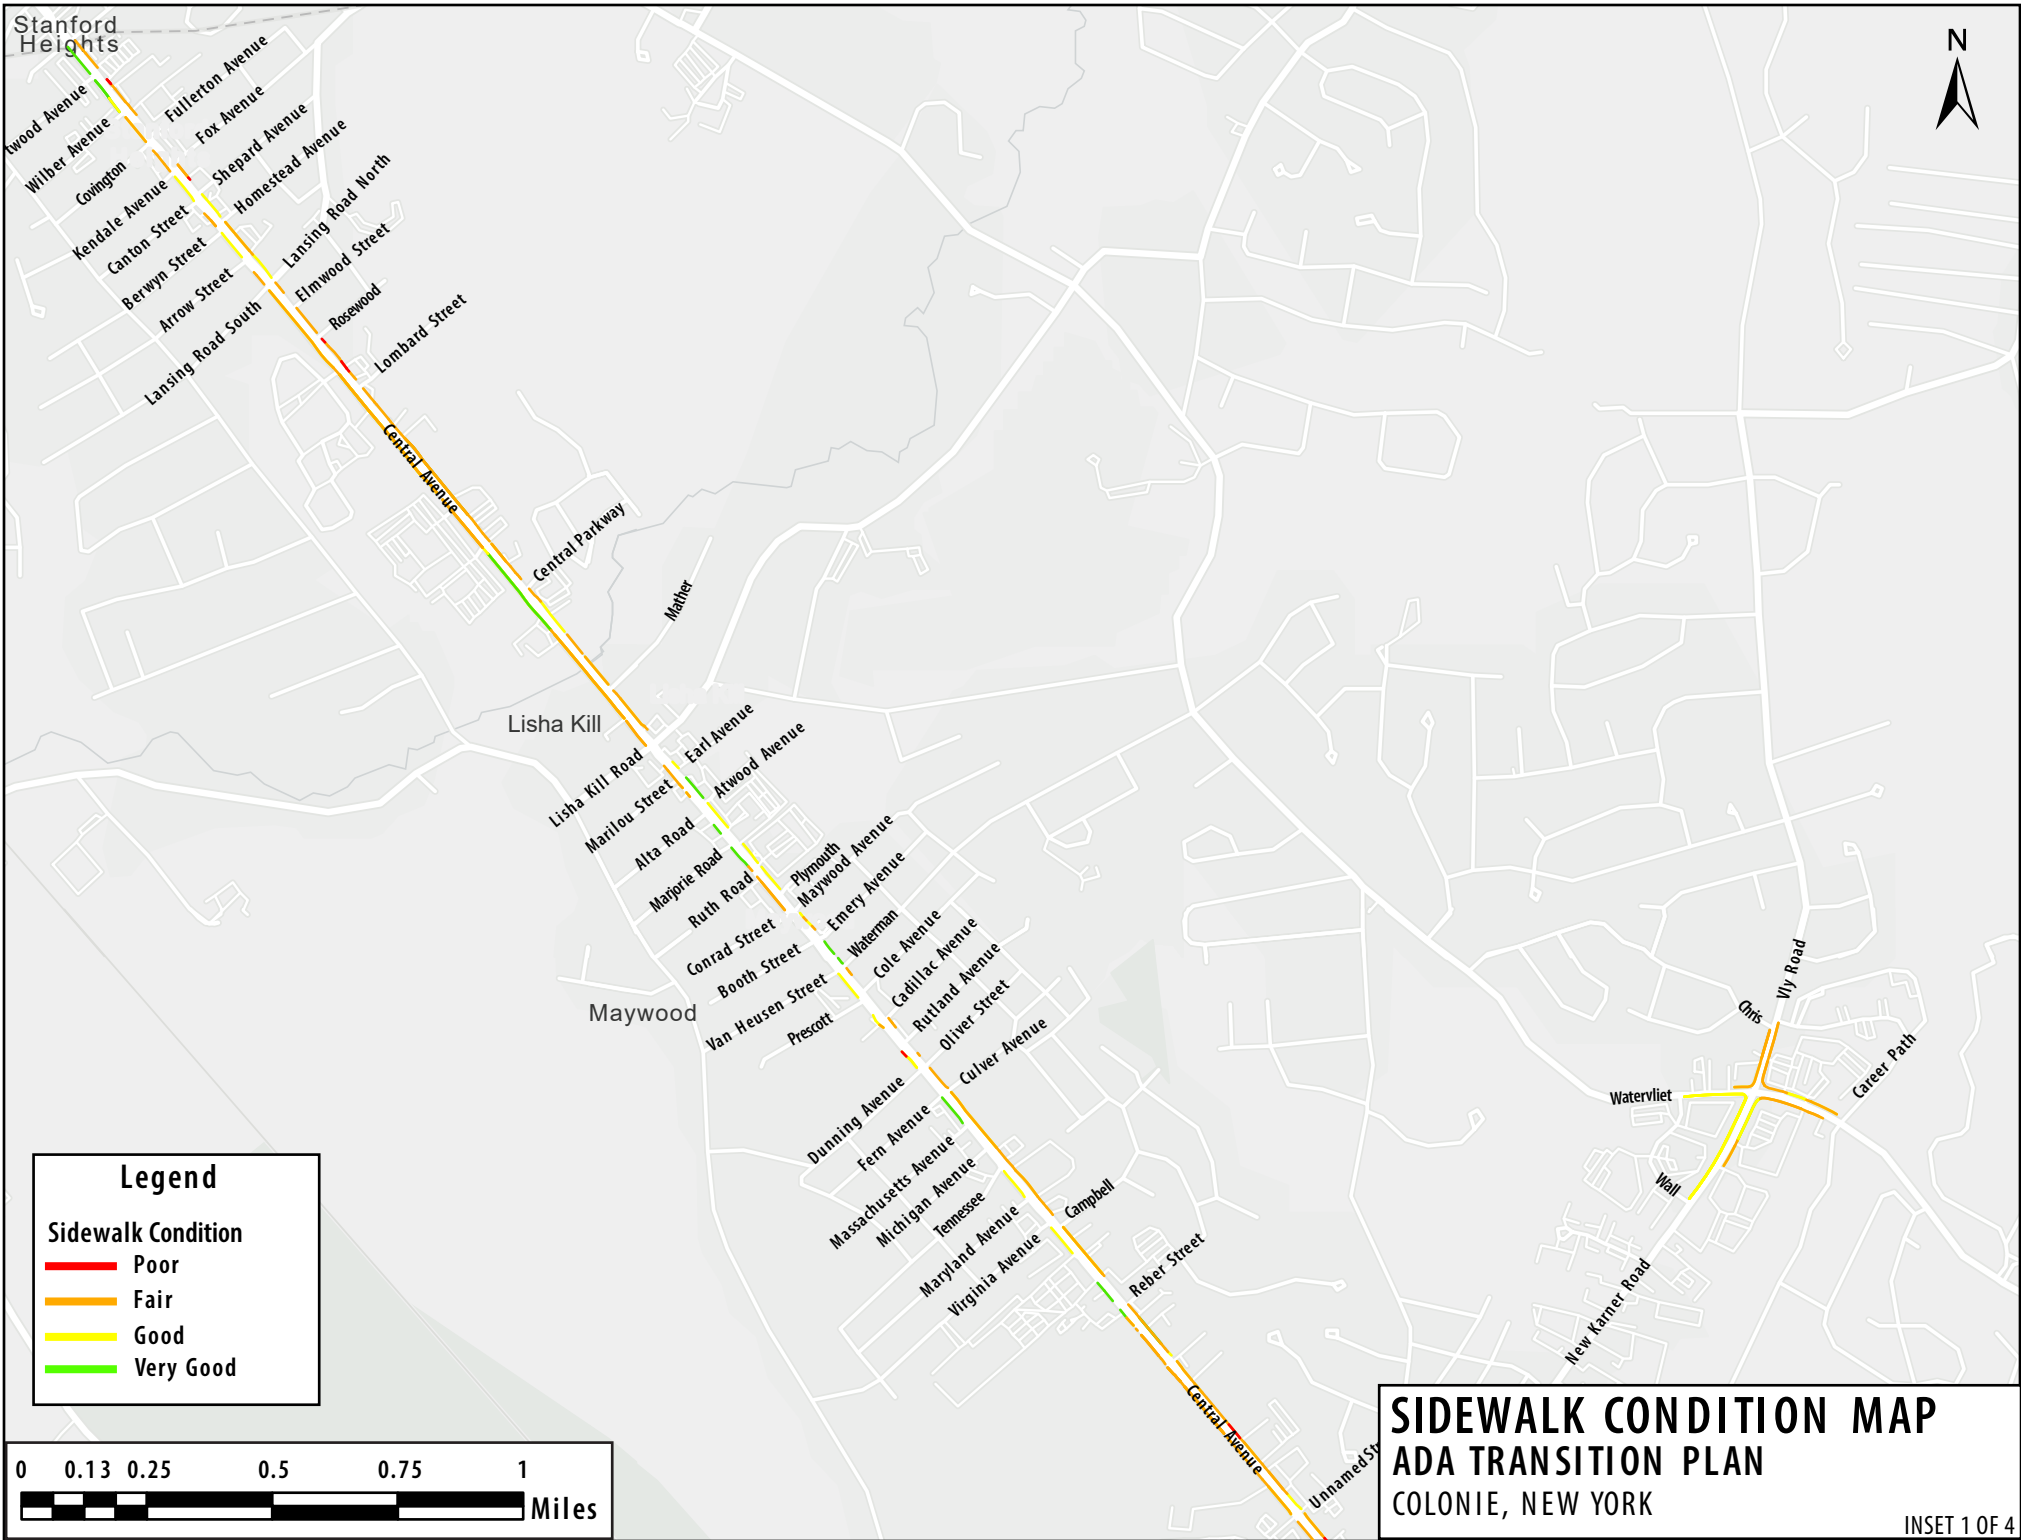 Stanford
Heights
N
Fullerton Avenue
twood Avenue
Fox Avenue
Wilber Avenue
Shepard Avenue
Covington
Homestead Avenue
Kendale Avenue
Lansing Road North
Canton Street
Elmwood Street
Berwyn Street
Rosewood
Arrow Street
Lombard Street
Lansing Road South
Central Avenue
Central Parkway
Mather
Lisha Kill
Earl Avenue
Lisha Kill Road
Atwood Avenue
Marilou Street
Alta Road
Plymouth
Maywood Avenue
Marjorie Road
Emery Avenue
Ruth Road
Waterman
Conrad Street
Cole Avenue
Booth Street
Cadillac Avenue
Van Heusen Street
Rutland Avenue
Prescott
Oliver Street
Maywood
Culver Avenue
Dunning Avenue
Fern Avenue
Massachusetts Avenue
Michigan Avenue
Tennessee
Campbell
Maryland Avenue
Virginia Avenue
Reber Street
Central Avenue
Unnamed Str
Vly Road
Chris
Career Path
Watervliet
Wall
New Karner Road
Legend
Sidewalk Condition
Poor
Fair
Good
Very Good
0 0.13 0.25 0.5 0.75 1
Miles
SIDEWALK CONDITION MAP
ADA TRANSITION PLAN
COLONIE, NEW YORK
INSET 1 OF 4